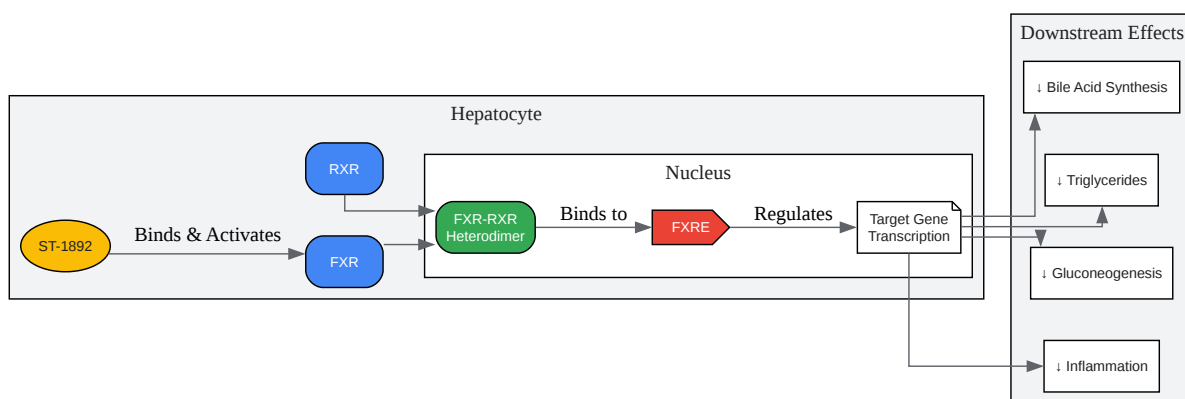 Downstream Effects
↓ Bile Acid Synthesis
Hepatocyte
RXR
Nucleus
↓ Triglycerides
ST-1892
Binds & Activates
FXR
FXR-RXR
Heterodimer
Binds to
FXRE
Regulates
Target Gene
Transcription
↓ Gluconeogenesis
↓ Inflammation